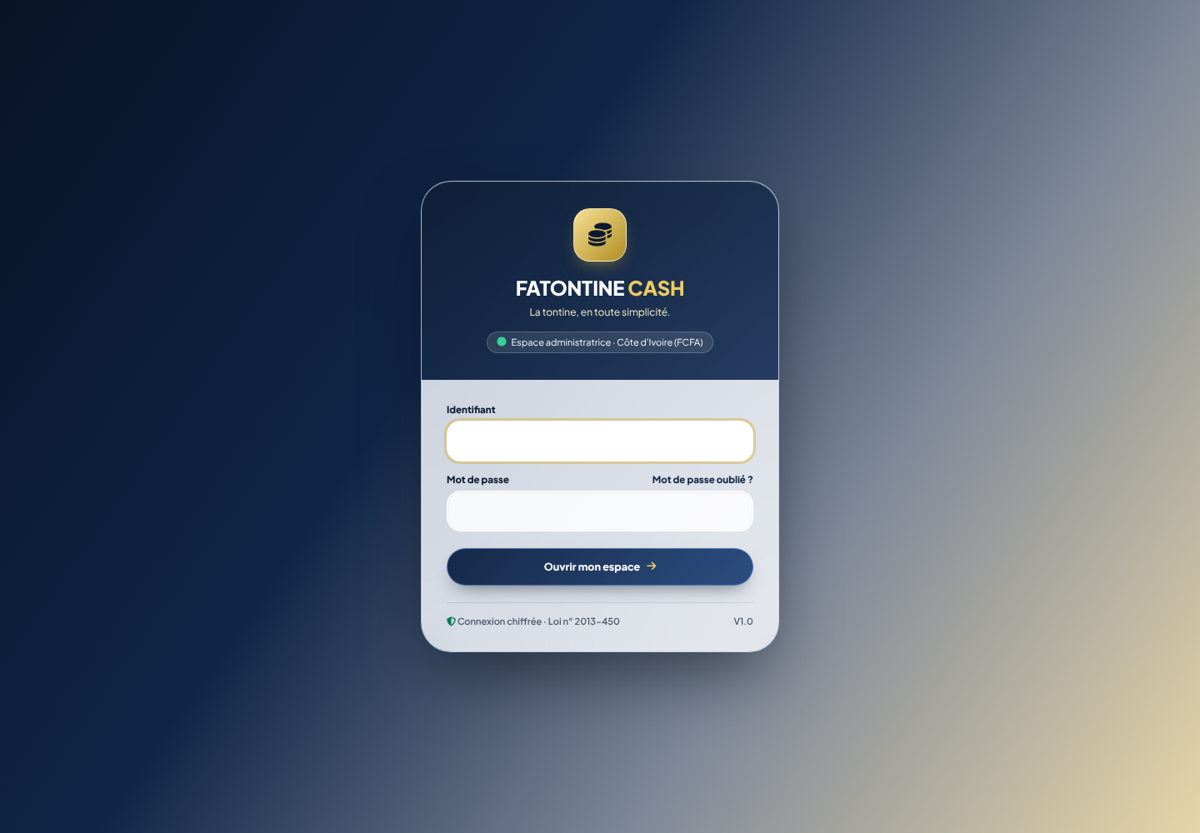 FATONTINE CASH
La tontine, en toute simplicité.
Espace administratrice · Côte d'Ivoire (FCFA)
Identifiant
Mot de passe Mot de passe oublié ?
Ouvrir mon espace →
Connexion chiffrée · Loi n° 2013-450 V1.0